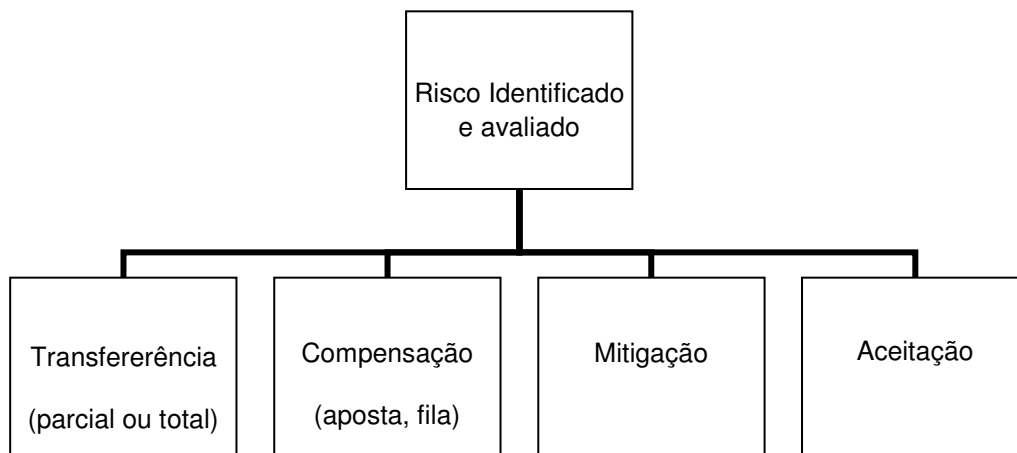 Risco Identificado
e avaliado
Transfererência
(parcial ou total)
Compensação
(aposta, fila)
Mitigação
Aceitação